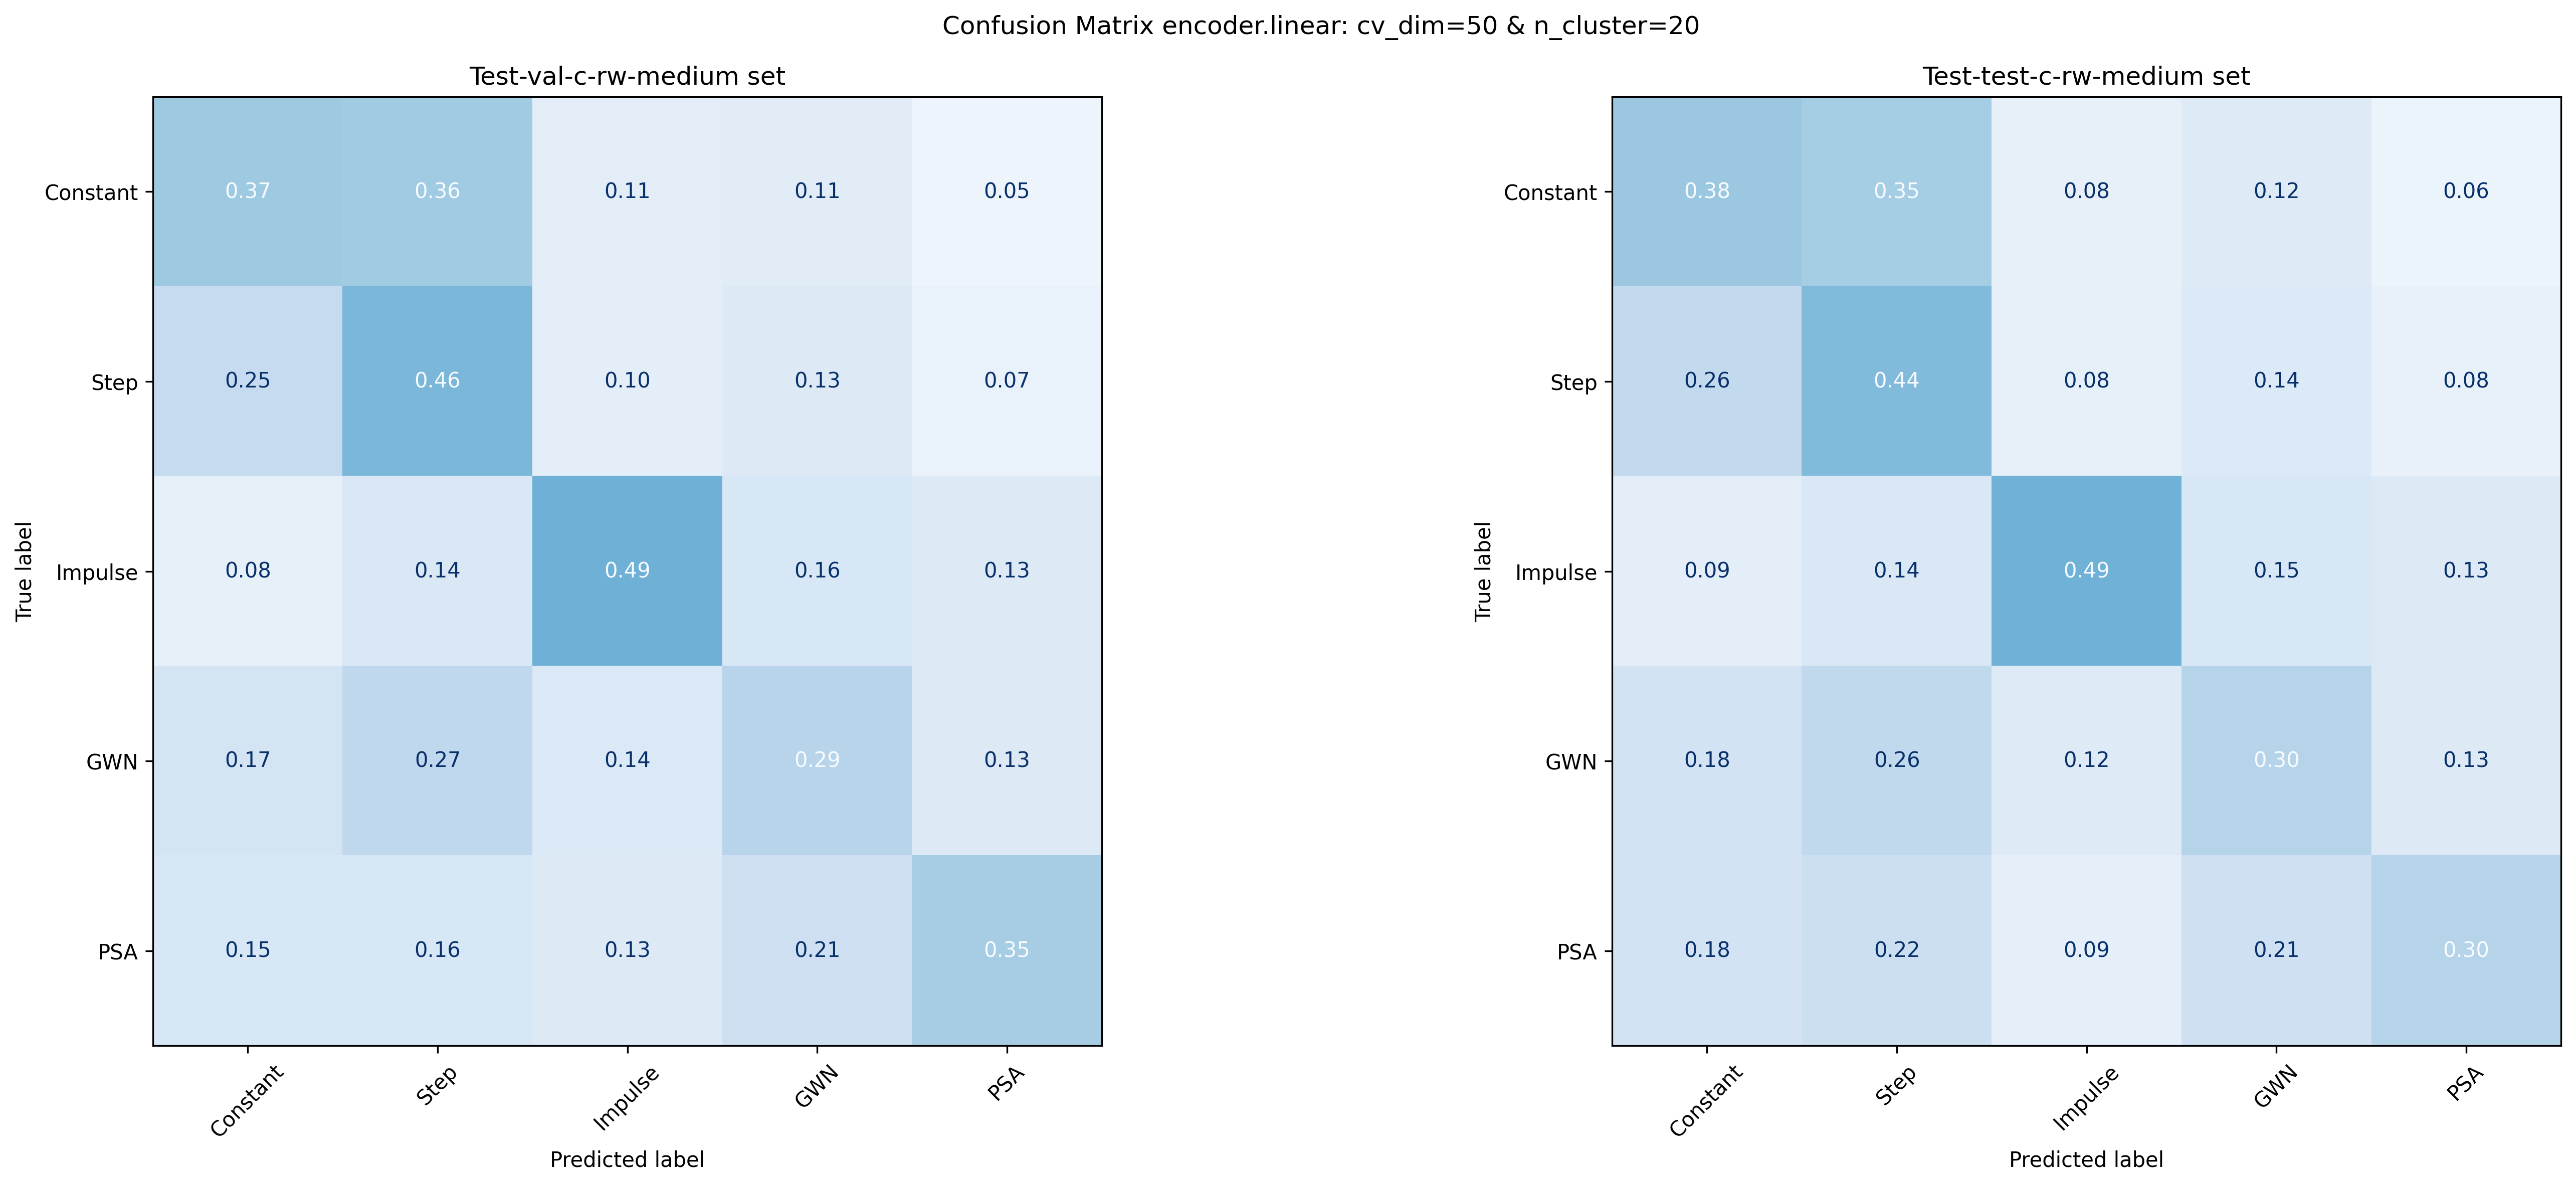 Confusion Matrix encoder.linear: cv_dim=50 & n_cluster=20
Test-val-c-rw-medium set
True label
Constant 0.37 0.36 0.11 0.11 0.05
Step 0.25 0.46 0.10 0.13 0.07
Impulse 0.08 0.14 0.49 0.16 0.13
GWN 0.17 0.27 0.14 0.29 0.13
PSA 0.15 0.16 0.13 0.21 0.35
Constant Step Impulse GWN PSA
Predicted label
Test-test-c-rw-medium set
True label
Constant 0.38 0.35 0.08 0.12 0.06
Step 0.26 0.44 0.08 0.14 0.08
Impulse 0.09 0.14 0.49 0.15 0.13
GWN 0.18 0.26 0.12 0.30 0.13
PSA 0.18 0.22 0.09 0.21 0.30
Constant Step Impulse GWN PSA
Predicted label